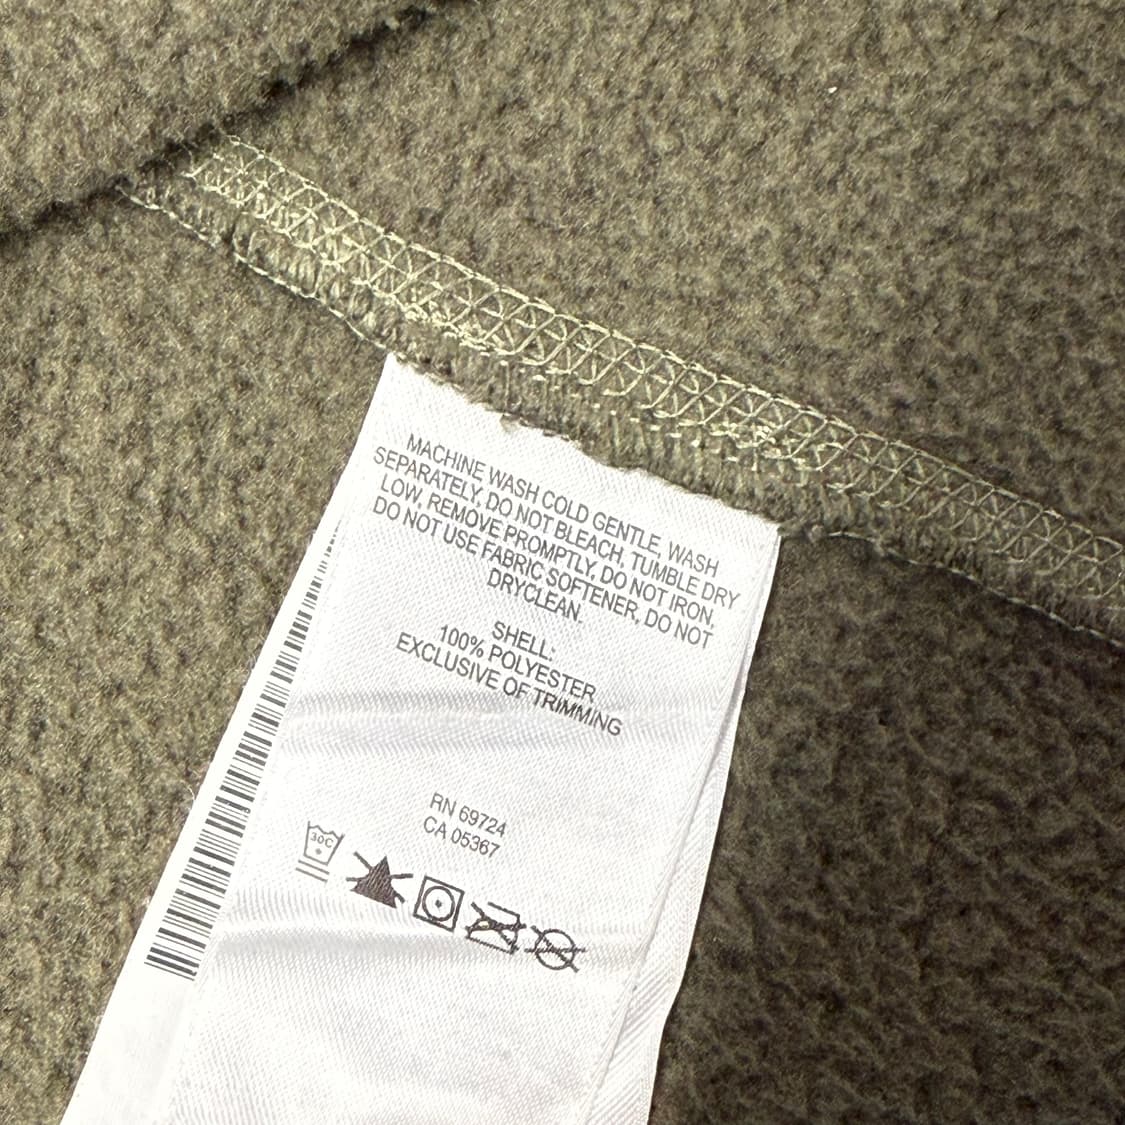 MACHINE WASH COLD GENTLE, WASH
SEPARATELY, DO NOT BLEACH, TUMBLE DRY
LOW, REMOVE PROMPTLY, DO NOT IRON,
DO NOT USE FABRIC SOFTENER, DO NOT
DRYCLEAN.
SHELL:
100% POLYESTER
EXCLUSIVE OF TRIMMING
RN 69724
CA 05367
30C